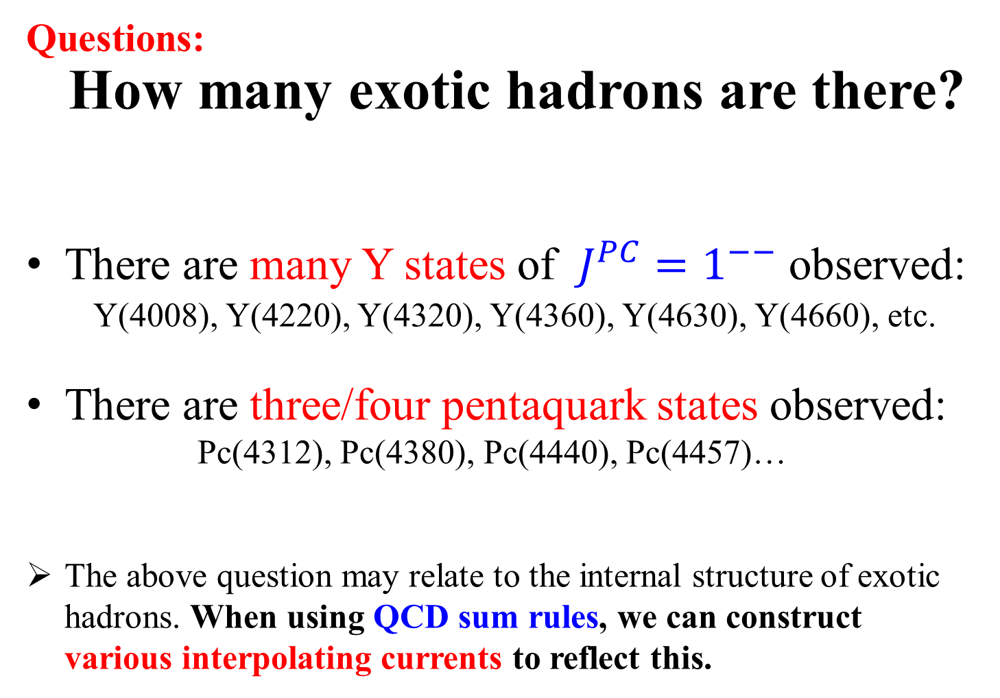 Questions:
How many exotic hadrons are there?
• There are many Y states of J^{PC} = 1^{−−} observed:
Y(4008), Y(4220), Y(4320), Y(4360), Y(4630), Y(4660), etc.
• There are three/four pentaquark states observed:
Pc(4312), Pc(4380), Pc(4440), Pc(4457)…
➢ The above question may relate to the internal structure of exotic
hadrons. When using QCD sum rules, we can construct
various interpolating currents to reflect this.